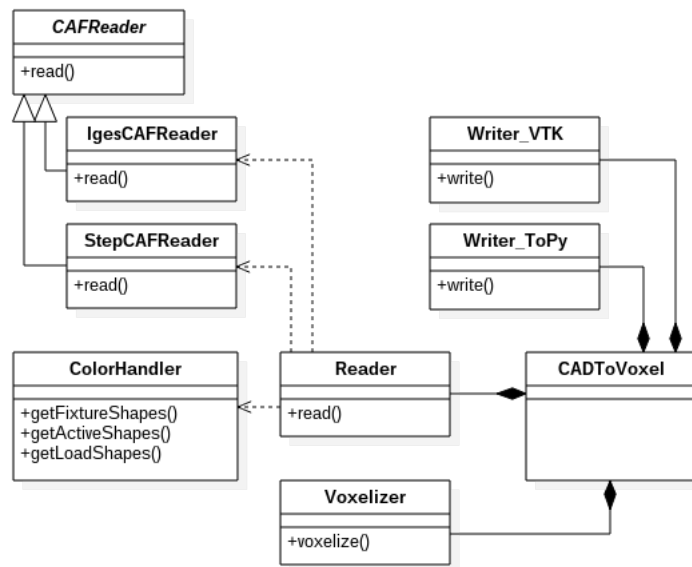 CAFReader
+read()
IgesCAFReader
+read()
Writer_VTK
+write()
StepCAFReader
+read()
Writer_ToPy
+write()
ColorHandler
+getFixtureShapes()
+getActiveShapes()
+getLoadShapes()
Reader
+read()
CADToVoxel
Voxelizer
+voxelize()